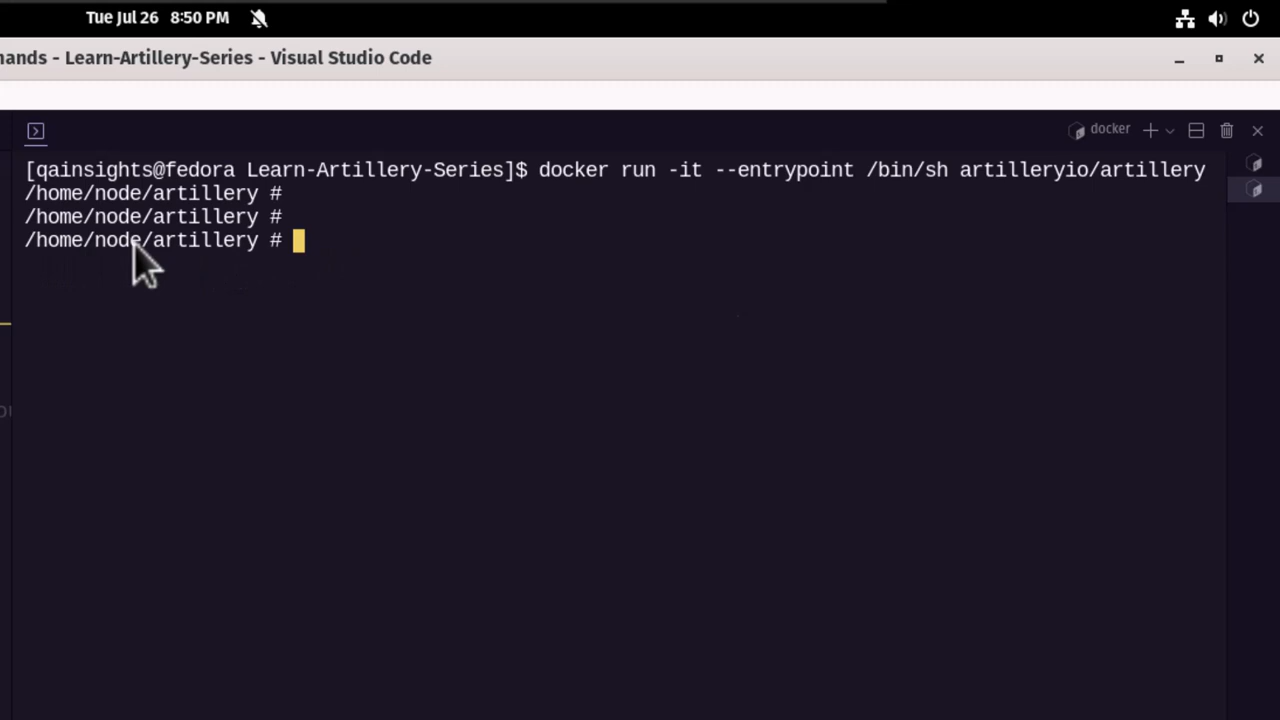 Tue Jul 26 8:50 PM
ands - Learn-Artillery-Series - Visual Studio Code
docker
[qainsights@fedora Learn-Artillery-Series]$ docker run -it --entrypoint /bin/sh artilleryio/artillery
/home/node/artillery #
/home/node/artillery #
/home/node/artillery #